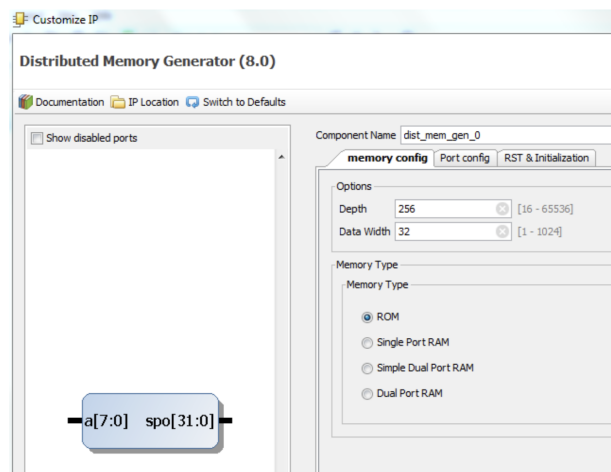 Customize IP
Distributed Memory Generator (8.0)
Documentation IP Location Switch to Defaults
Show disabled ports
Component Name dist_mem_gen_0
memory config Port config RST & Initialization
Options
Depth 256 [16 - 65536]
Data Width 32 [1 - 1024]
Memory Type
Memory Type
ROM
Single Port RAM
Simple Dual Port RAM
Dual Port RAM
a[7:0] spo[31:0]